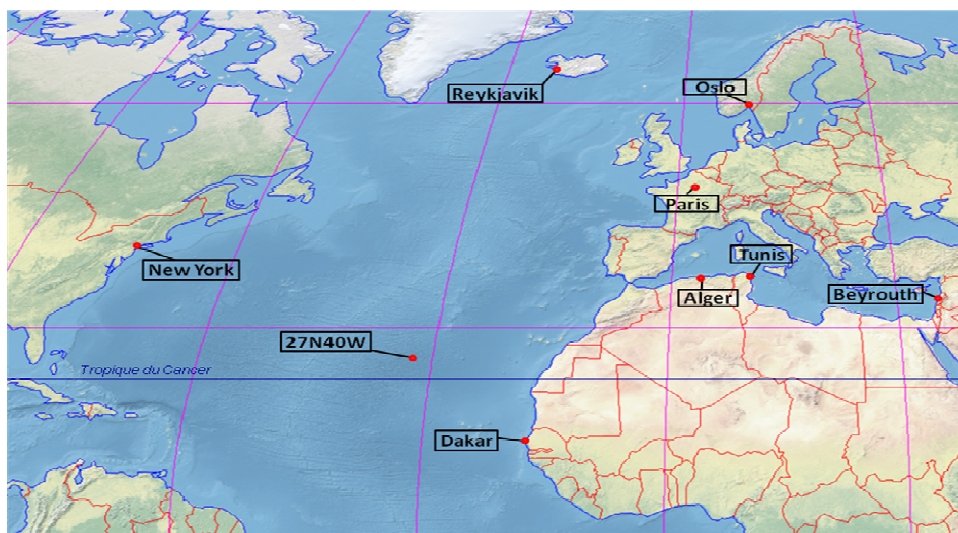 Reykjavik
Oslo
Paris
New York
Tunis
Alger
Beyrouth
27N40W
Tropique du Cancer
Dakar